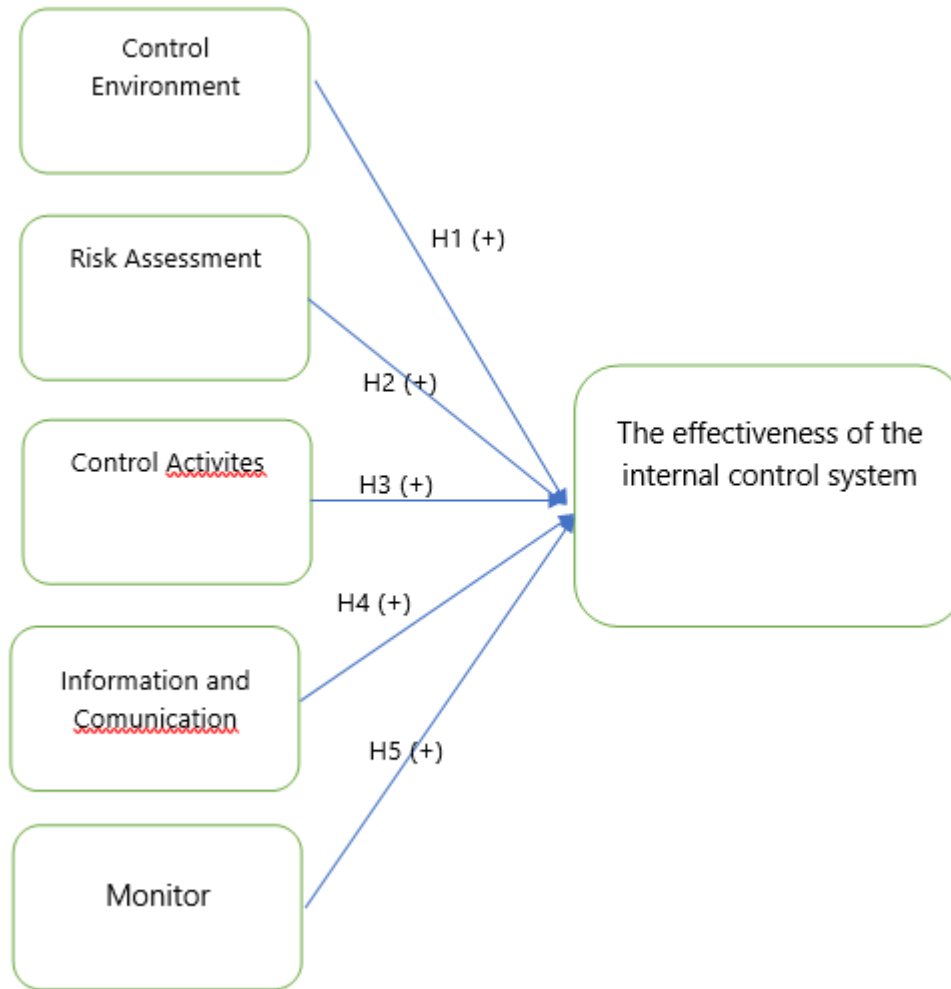 Control
Environment
H1 (+)
Risk Assessment
H2 (+)
The effectiveness of the
internal control system
Control Activites
H3 (+)
H4 (+)
Information and
Comunication
H5 (+)
Monitor